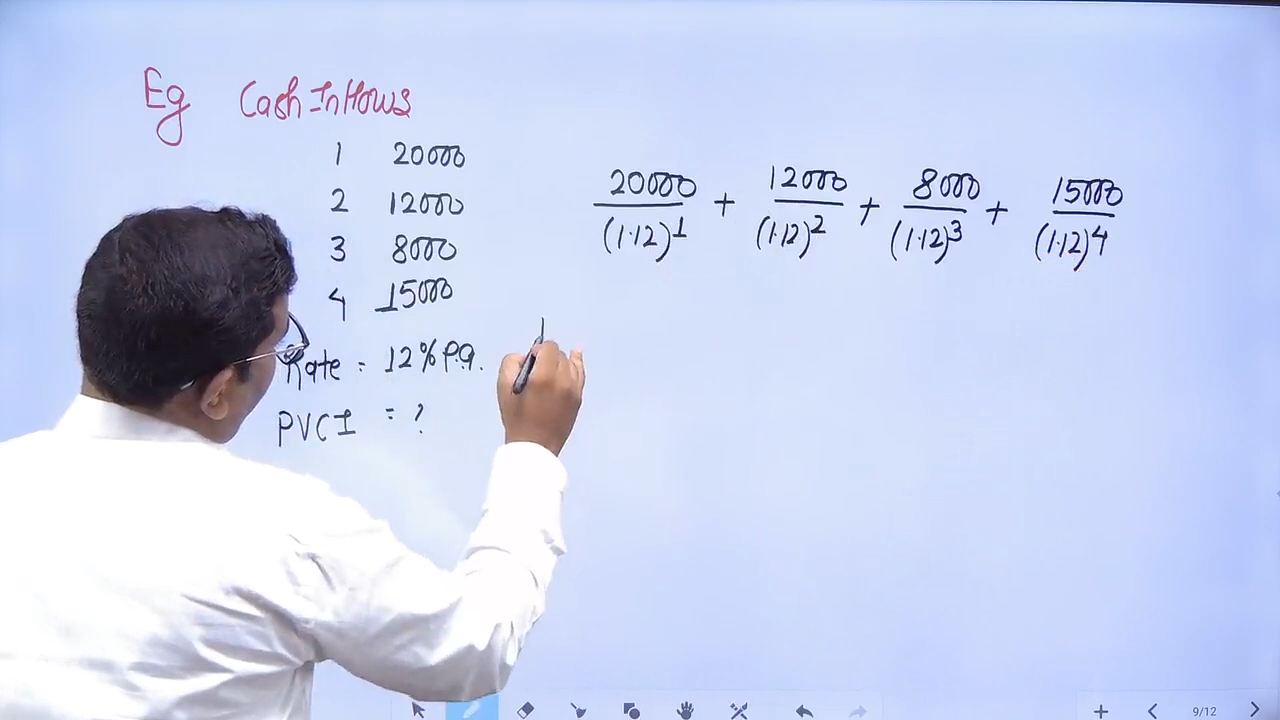 Eg Cash Inflows
1 20000
2 12000
3 8000
4 15000
Rate = 12% P.a.
PVCI = ?
20000 + 12000 + 8000 + 15000
(1.12)1 (1.12)2 (1.12)3 (1.12)4
9/12